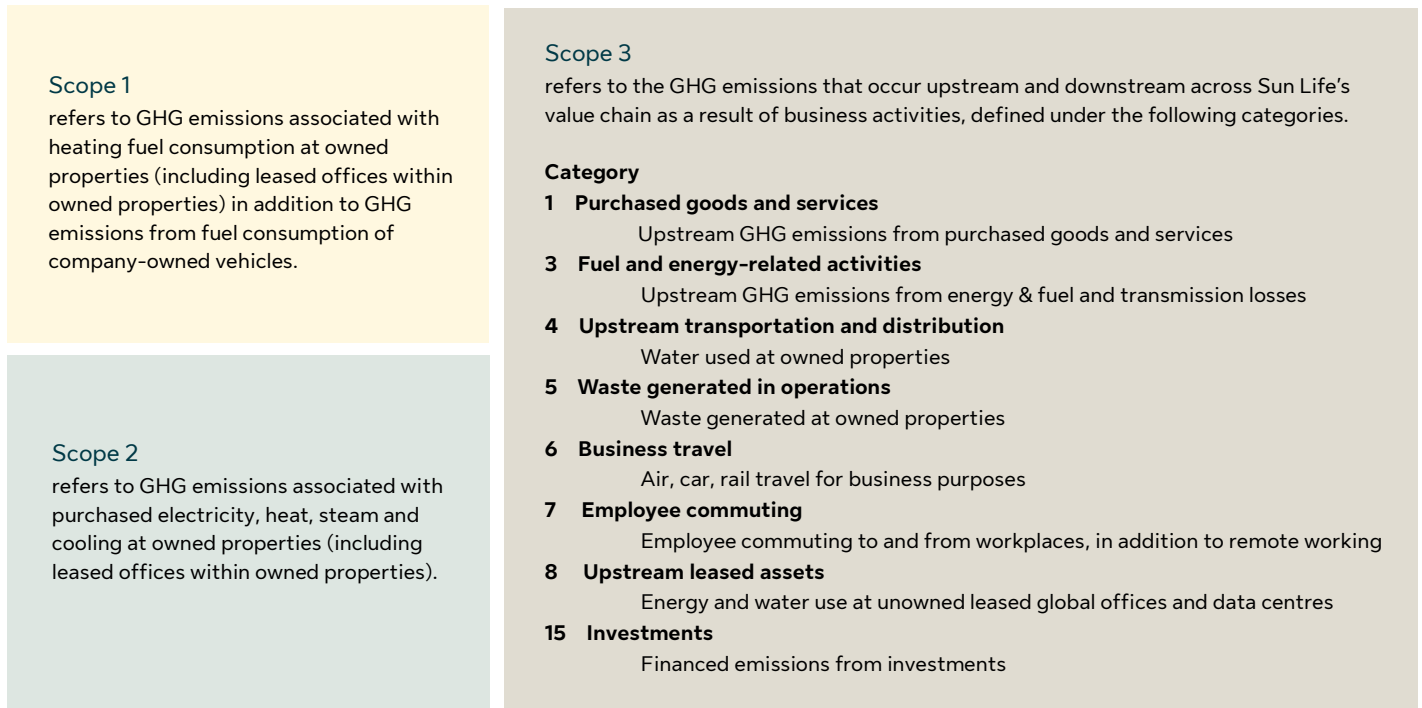 Scope 1
refers to GHG emissions associated with
heating fuel consumption at owned
properties (including leased offices within
owned properties) in addition to GHG
emissions from fuel consumption of
company-owned vehicles.
Scope 2
refers to GHG emissions associated with
purchased electricity, heat, steam and
cooling at owned properties (including
leased offices within owned properties).
Scope 3
refers to the GHG emissions that occur upstream and downstream across Sun Life’s
value chain as a result of business activities, defined under the following categories.
Category
1 Purchased goods and services
Upstream GHG emissions from purchased goods and services
3 Fuel and energy-related activities
Upstream GHG emissions from energy & fuel and transmission losses
4 Upstream transportation and distribution
Water used at owned properties
5 Waste generated in operations
Waste generated at owned properties
6 Business travel
Air, car, rail travel for business purposes
7 Employee commuting
Employee commuting to and from workplaces, in addition to remote working
8 Upstream leased assets
Energy and water use at unowned leased global offices and data centres
15 Investments
Financed emissions from investments